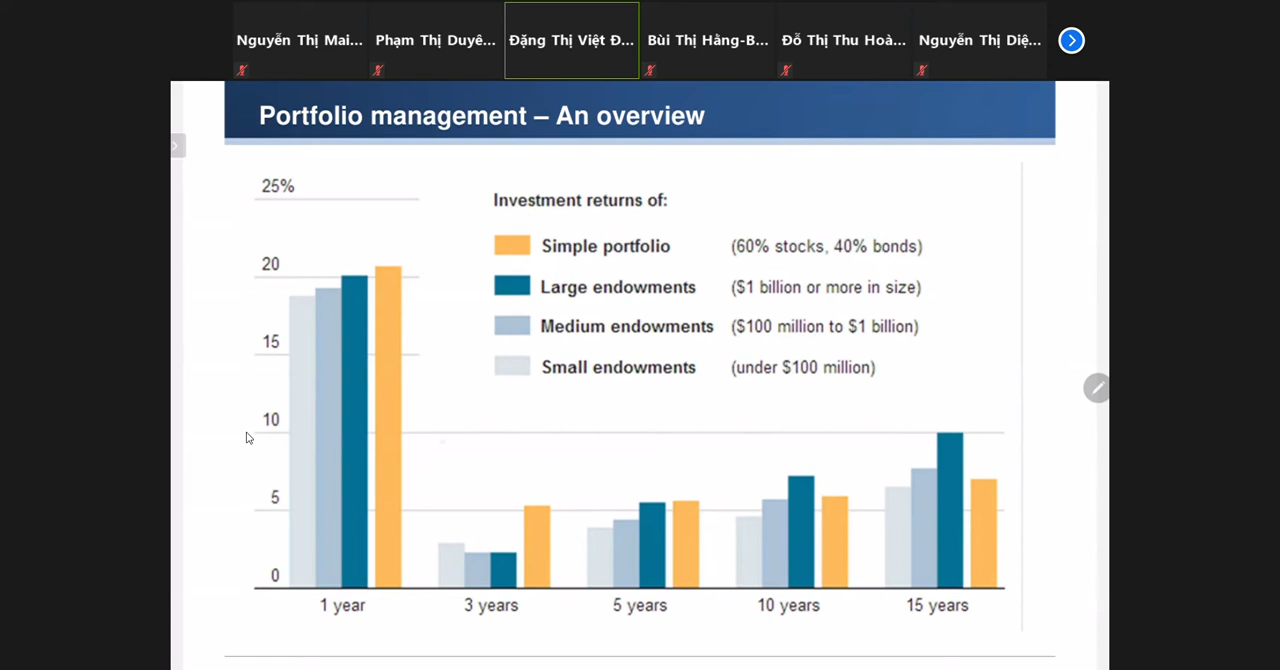 Nguyễn Thị Mai...
Phạm Thị Duyê...
Đặng Thị Việt Đ...
Bùi Thị Hằng-B...
Đỗ Thị Thu Hoà...
Nguyễn Thị Diệ...
Portfolio management – An overview
25%
20
15
10
5
0
Investment returns of:
Simple portfolio (60% stocks, 40% bonds)
Large endowments ($1 billion or more in size)
Medium endowments ($100 million to $1 billion)
Small endowments (under $100 million)
1 year
3 years
5 years
10 years
15 years